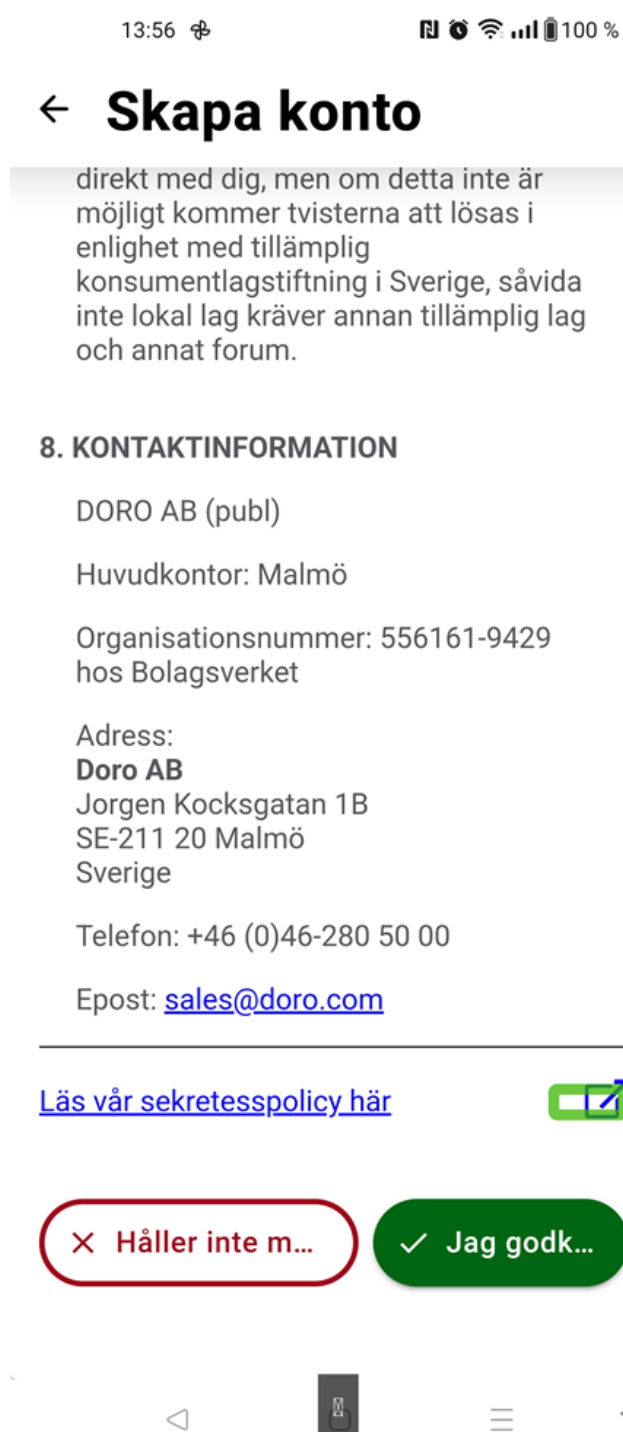 13:56
100 %
Skapa konto
direkt med dig, men om detta inte är
möjligt kommer tvisterna att lösas i
enlighet med tillämplig
konsumentlagstiftning i Sverige, såvida
inte lokal lag kräver annan tillämplig lag
och annat forum.
8. KONTAKTINFORMATION
DORO AB (publ)
Huvudkontor: Malmö
Organisationsnummer: 556161-9429
hos Bolagsverket
Adress:
Doro AB
Jorgen Kocksgatan 1B
SE-211 20 Malmö
Sverige
Telefon: +46 (0)46-280 50 00
Epost: sales@doro.com
Läs vår sekretesspolicy här
Håller inte m...
Jag godk...